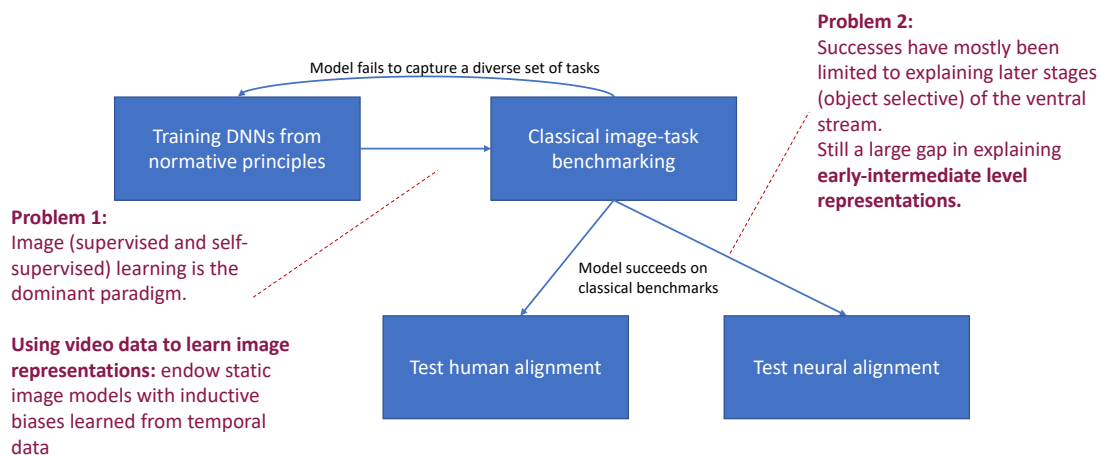 Problem 2:
Successes have mostly been
limited to explaining later stages
(object selective) of the ventral
stream.
Still a large gap in explaining
early-intermediate level
representations.
Model fails to capture a diverse set of tasks
Training DNNs from
normative principles
Classical image-task
benchmarking
Problem 1:
Image (supervised and self-
supervised) learning is the
dominant paradigm.
Using video data to learn image
representations: endow static
image models with inductive
biases learned from temporal
data
Model succeeds on
classical benchmarks
Test human alignment
Test neural alignment